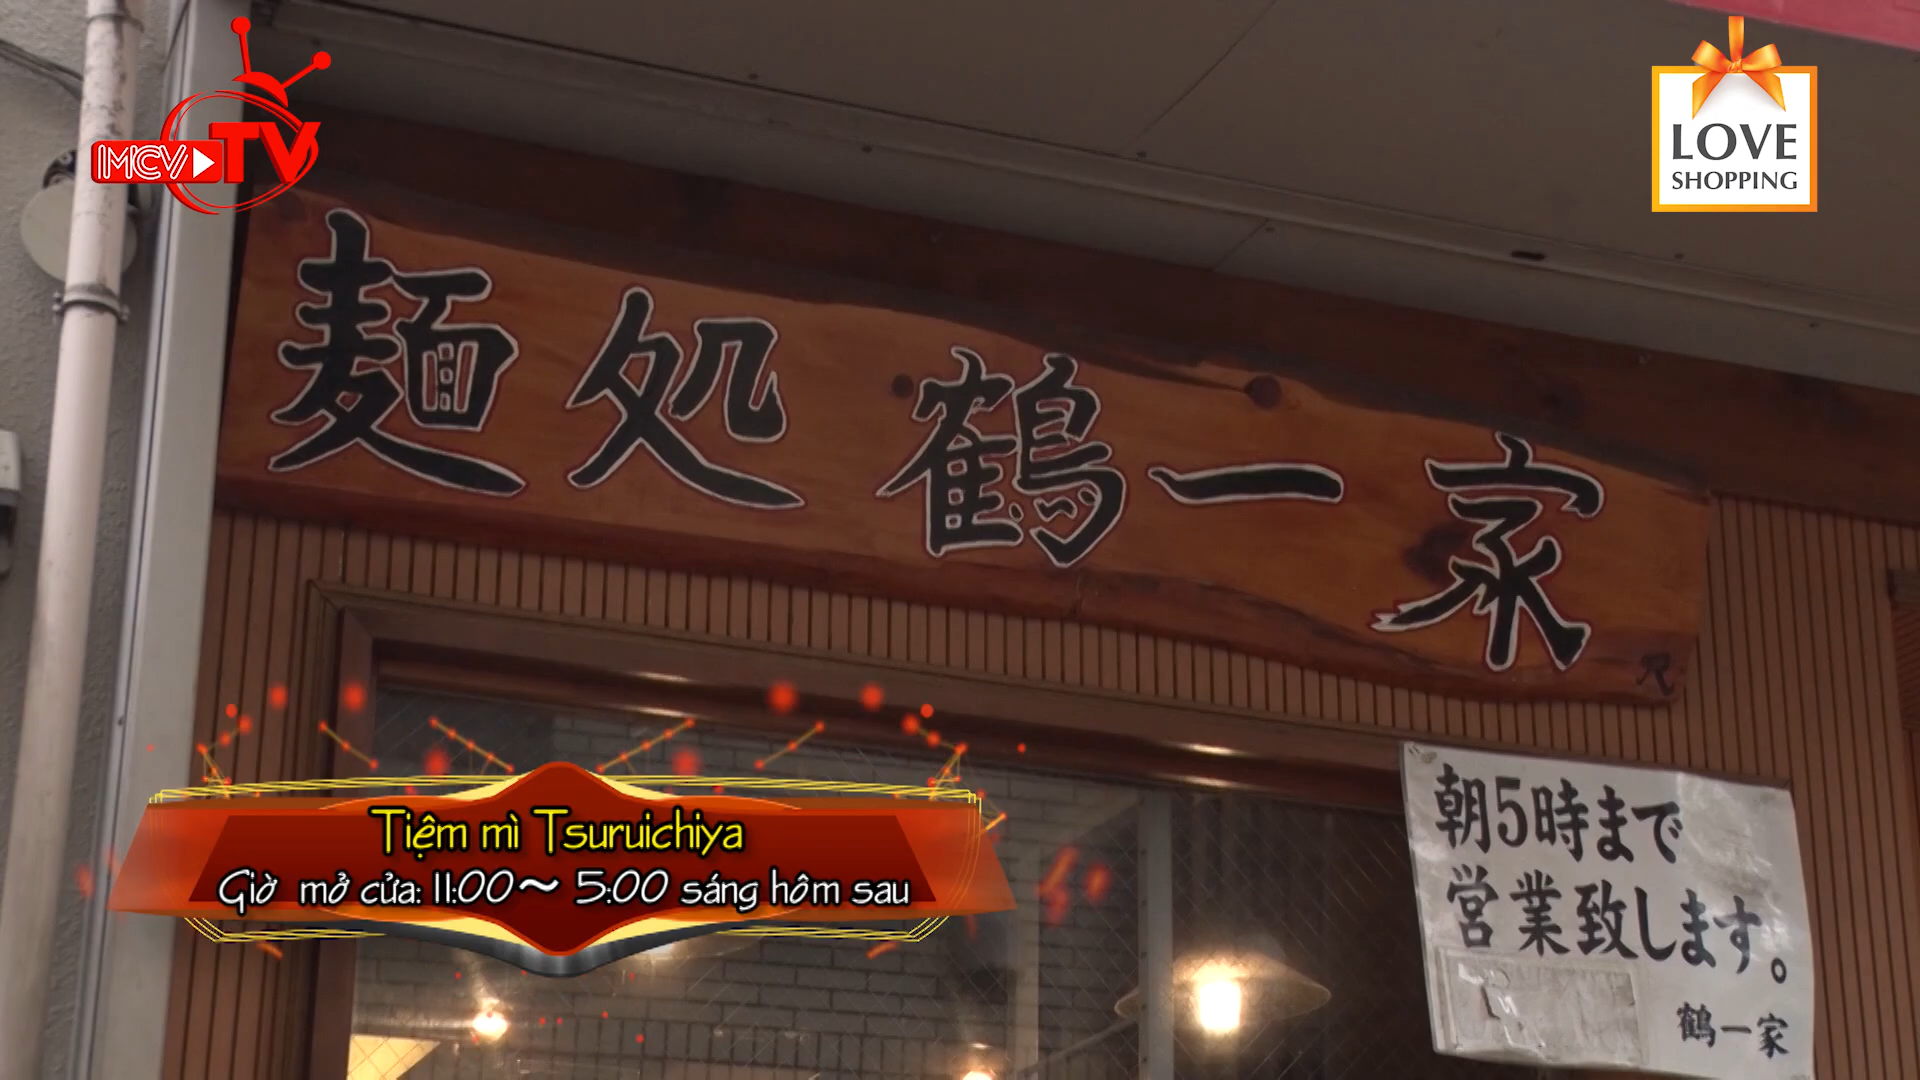 MCV TV
LOVE
SHOPPING
麺処 鶴一家
Tiệm mì Tsuruichiya
Giờ mở cửa: 11:00～ 5:00 sáng hôm sau
朝5時まで
営業致します。
鶴一家